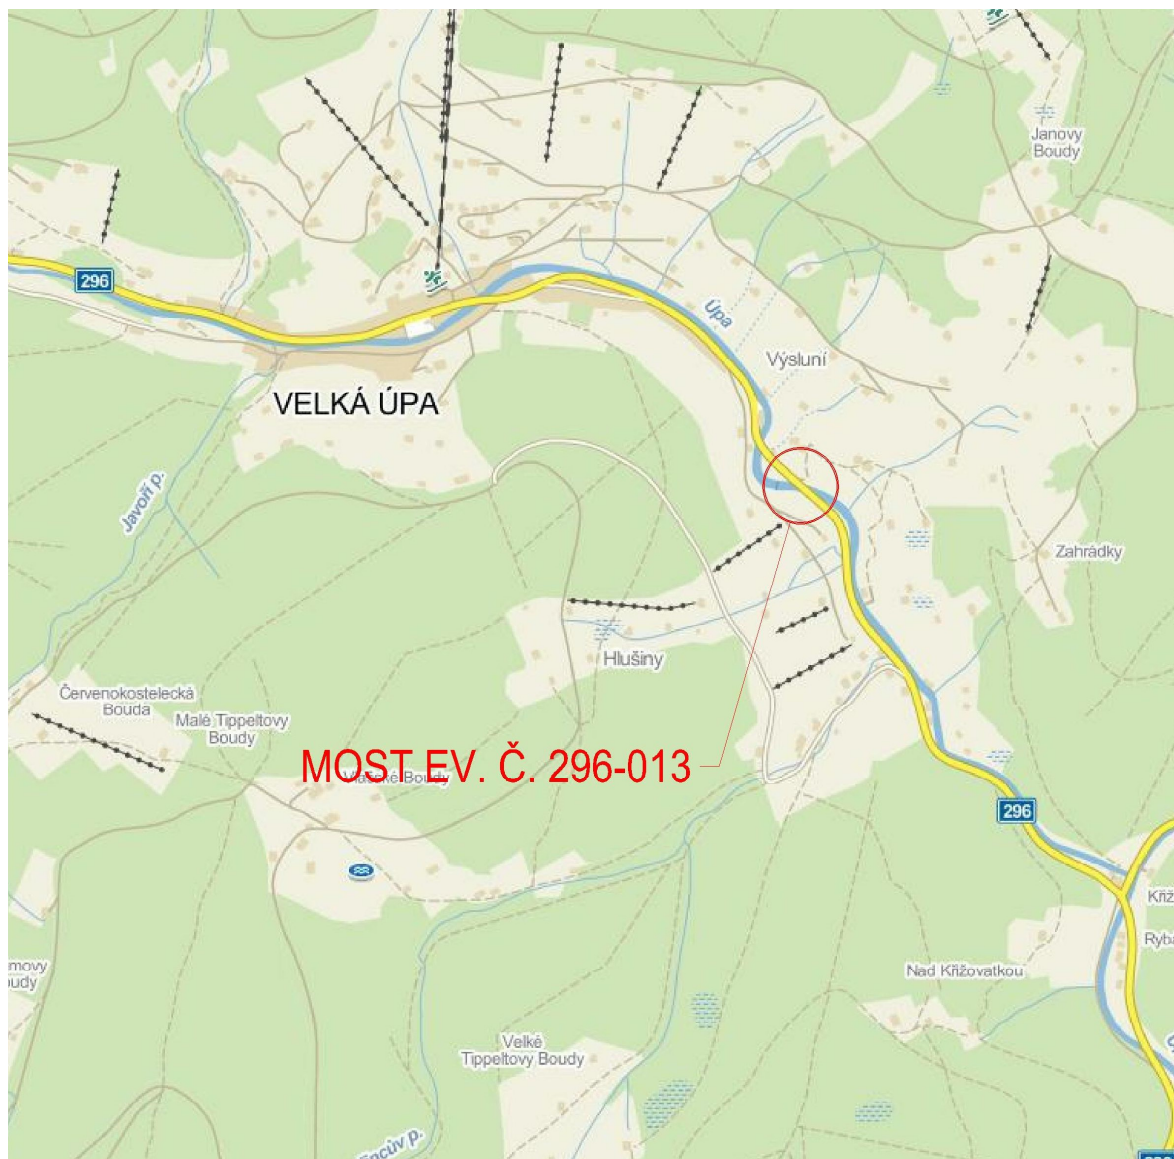 Janovy
Boudy
296
Úpa
Výsluní
VELKÁ ÚPA
Javoří p.
Zahrádky
Hlušiny
Červenokostelecká
Bouda
Malé Tippeltovy
Boudy
MOST EV. Č. 296-013
296
Nad Křižovatkou
Velké
Tippeltovy Boudy